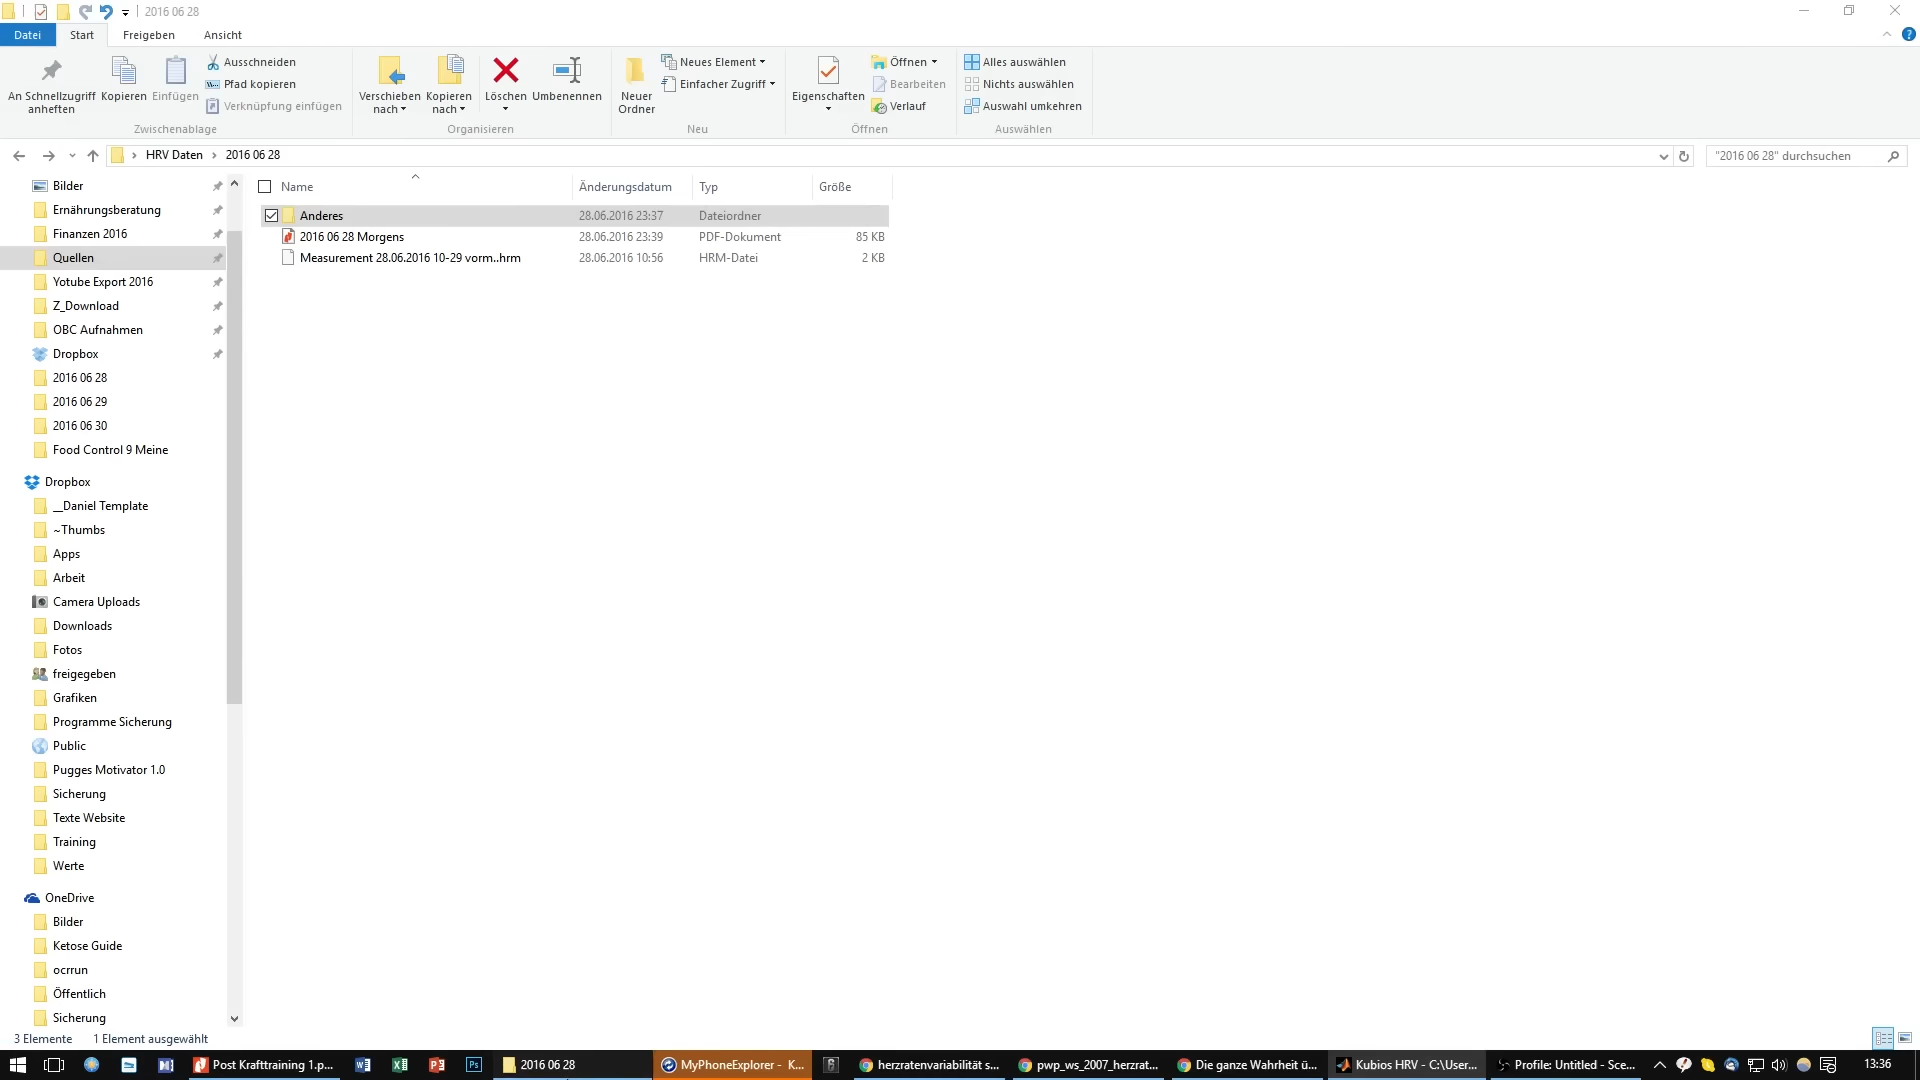 2016 06 28
Datei
Start
Freigeben
Ansicht
An Schnellzugriff anheften
Kopieren
Einfügen
Ausschneiden
Pfad kopieren
Verknüpfung einfügen
Zwischenablage
Verschieben nach
Kopieren nach
Löschen
Umbenennen
Organisieren
Neuer Ordner
Neues Element
Einfacher Zugriff
Neu
Eigenschaften
Öffnen
Bearbeiten
Verlauf
Öffnen
Alles auswählen
Nichts auswählen
Auswahl umkehren
Auswählen
HRV Daten › 2016 06 28
"2016 06 28" durchsuchen
Bilder
Ernährungsberatung
Finanzen 2016
Quellen
Yotube Export 2016
Z_Download
OBC Aufnahmen
Dropbox
2016 06 28
2016 06 29
2016 06 30
Food Control 9 Meine
Dropbox
__Daniel Template
~Thumbs
Apps
Arbeit
Camera Uploads
Downloads
Fotos
freigegeben
Grafiken
Programme Sicherung
Public
Pugges Motivator 1.0
Sicherung
Texte Website
Training
Werte
OneDrive
Bilder
Ketose Guide
ocrrun
Öffentlich
Sicherung
Name Änderungsdatum Typ Größe
Anderes 28.06.2016 23:37 Dateiordner
2016 06 28 Morgens 28.06.2016 23:39 PDF-Dokument 85 KB
Measurement 28.06.2016 10-29 vorm..hrm 28.06.2016 10:56 HRM-Datei 2 KB
3 Elemente 1 Element ausgewählt
Post Krafttraining 1.p...
2016 06 28
MyPhoneExplorer - K...
herzratenvariabilität s...
pwp_ws_2007_herzrat...
Die ganze Wahrheit ü...
Kubios HRV - C:\User...
Profile: Untitled - Sce...
13:36